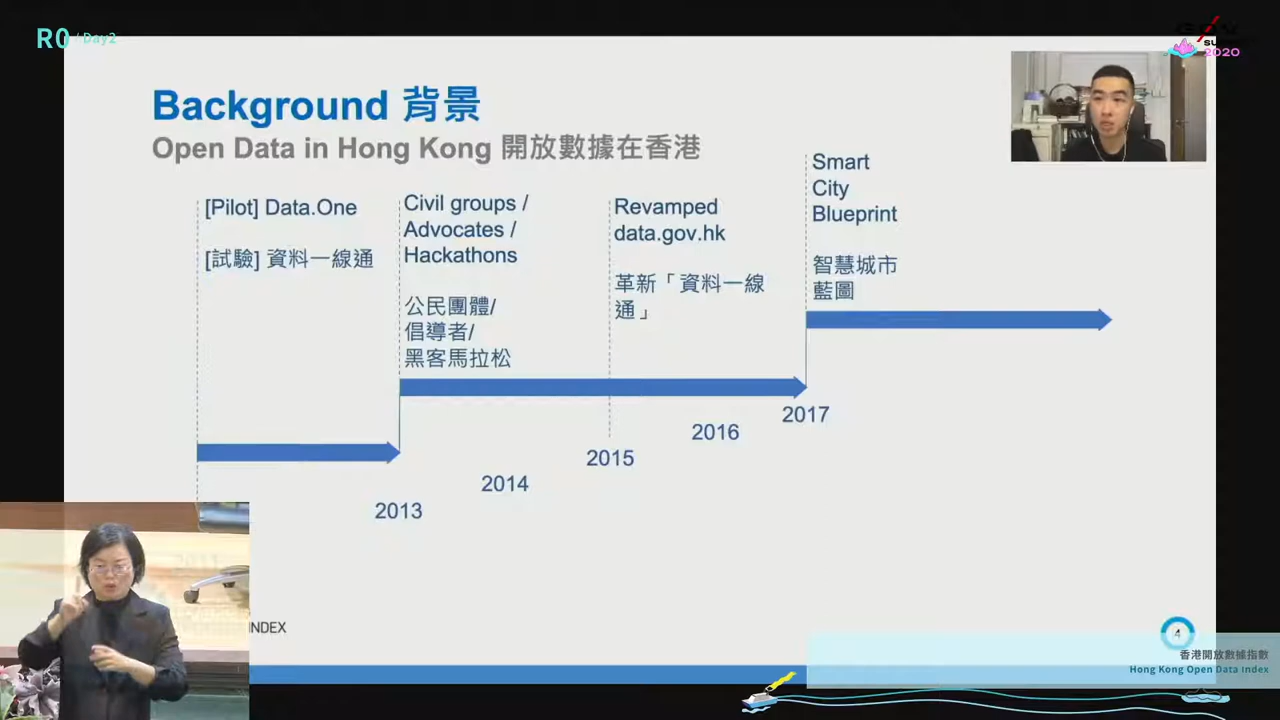 R0 / Day2
SU
2020
Background 背景
Open Data in Hong Kong 開放數據在香港
[Pilot] Data.One
[試驗] 資料一線通
Civil groups /
Advocates /
Hackathons
公民團體/
倡導者/
黑客馬拉松
Revamped
data.gov.hk
革新「資料一線
通」
Smart
City
Blueprint
智慧城市
藍圖
2013
2014
2015
2016
2017
INDEX
4
香港開放數據指數
Hong Kong Open Data Index